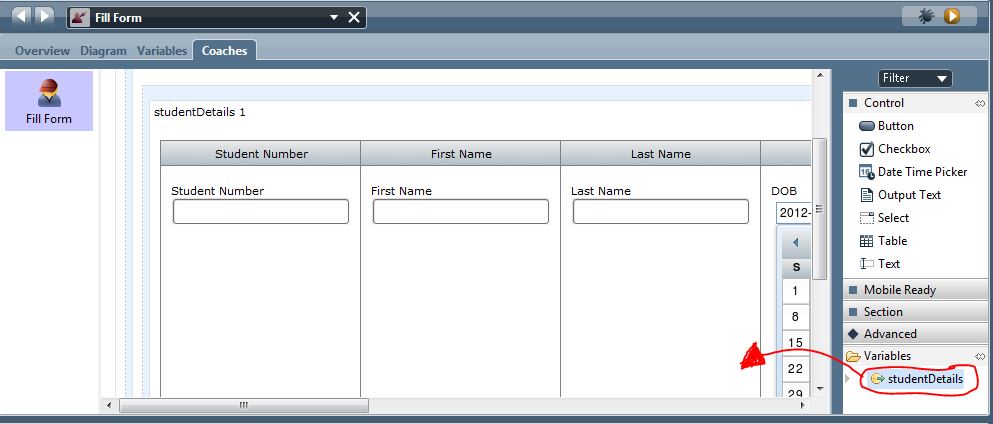 Fill Form
Overview Diagram Variables Coaches
Fill Form
studentDetails 1
Student Number First Name Last Name
Student Number First Name Last Name DOB
2012-
S
1
8
15
22
29
Filter
Control
Button
Checkbox
Date Time Picker
Output Text
Select
Table
Text
Mobile Ready
Section
Advanced
Variables
studentDetails